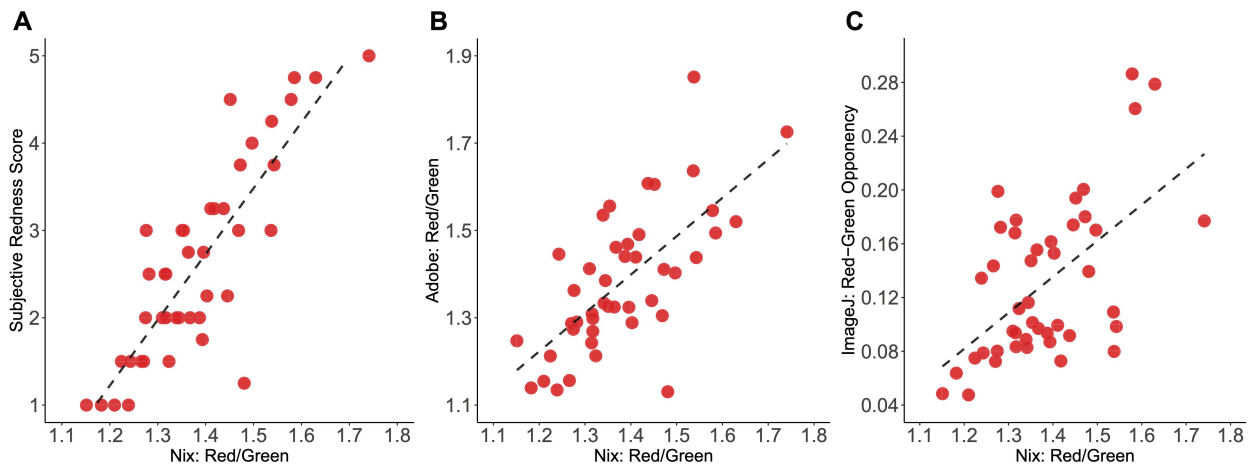 A
Subjective Redness Score
5
4
3
2
1
1.1 1.2 1.3 1.4 1.5 1.6 1.7 1.8
Nix: Red/Green
B
Adobe: Red/Green
1.9
1.7
1.5
1.3
1.1
1.1 1.2 1.3 1.4 1.5 1.6 1.7 1.8
Nix: Red/Green
C
ImageJ: Red−Green Opponency
0.28
0.24
0.20
0.16
0.12
0.08
0.04
1.1 1.2 1.3 1.4 1.5 1.6 1.7 1.8
Nix: Red/Green